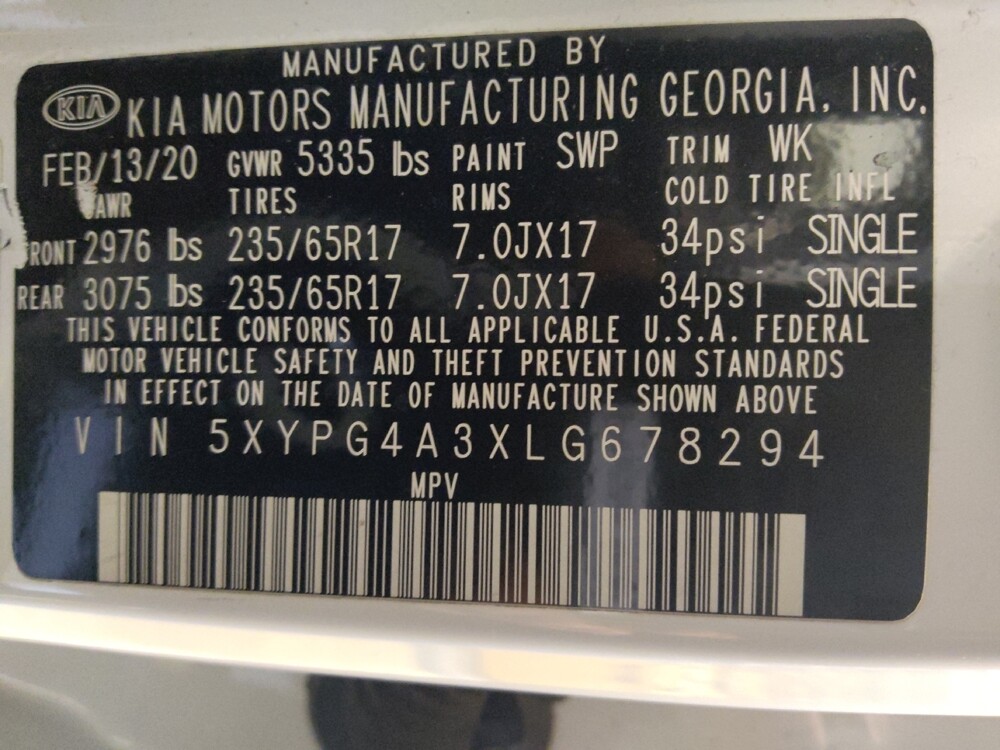 MANUFACTURED BY
KIA KIA MOTORS MANUFACTURING GEORGIA, INC.
FEB/13/20 GVWR 5335 lbs PAINT SWP TRIM WK
GAWR TIRES RIMS COLD TIRE INFL
FRONT 2976 lbs 235/65R17 7.0JX17 34psi SINGLE
REAR 3075 lbs 235/65R17 7.0JX17 34psi SINGLE
THIS VEHICLE CONFORMS TO ALL APPLICABLE U.S.A. FEDERAL
MOTOR VEHICLE SAFETY AND THEFT PREVENTION STANDARDS
IN EFFECT ON THE DATE OF MANUFACTURE SHOWN ABOVE
VIN 5XYPG4A3XLG678294
MPV